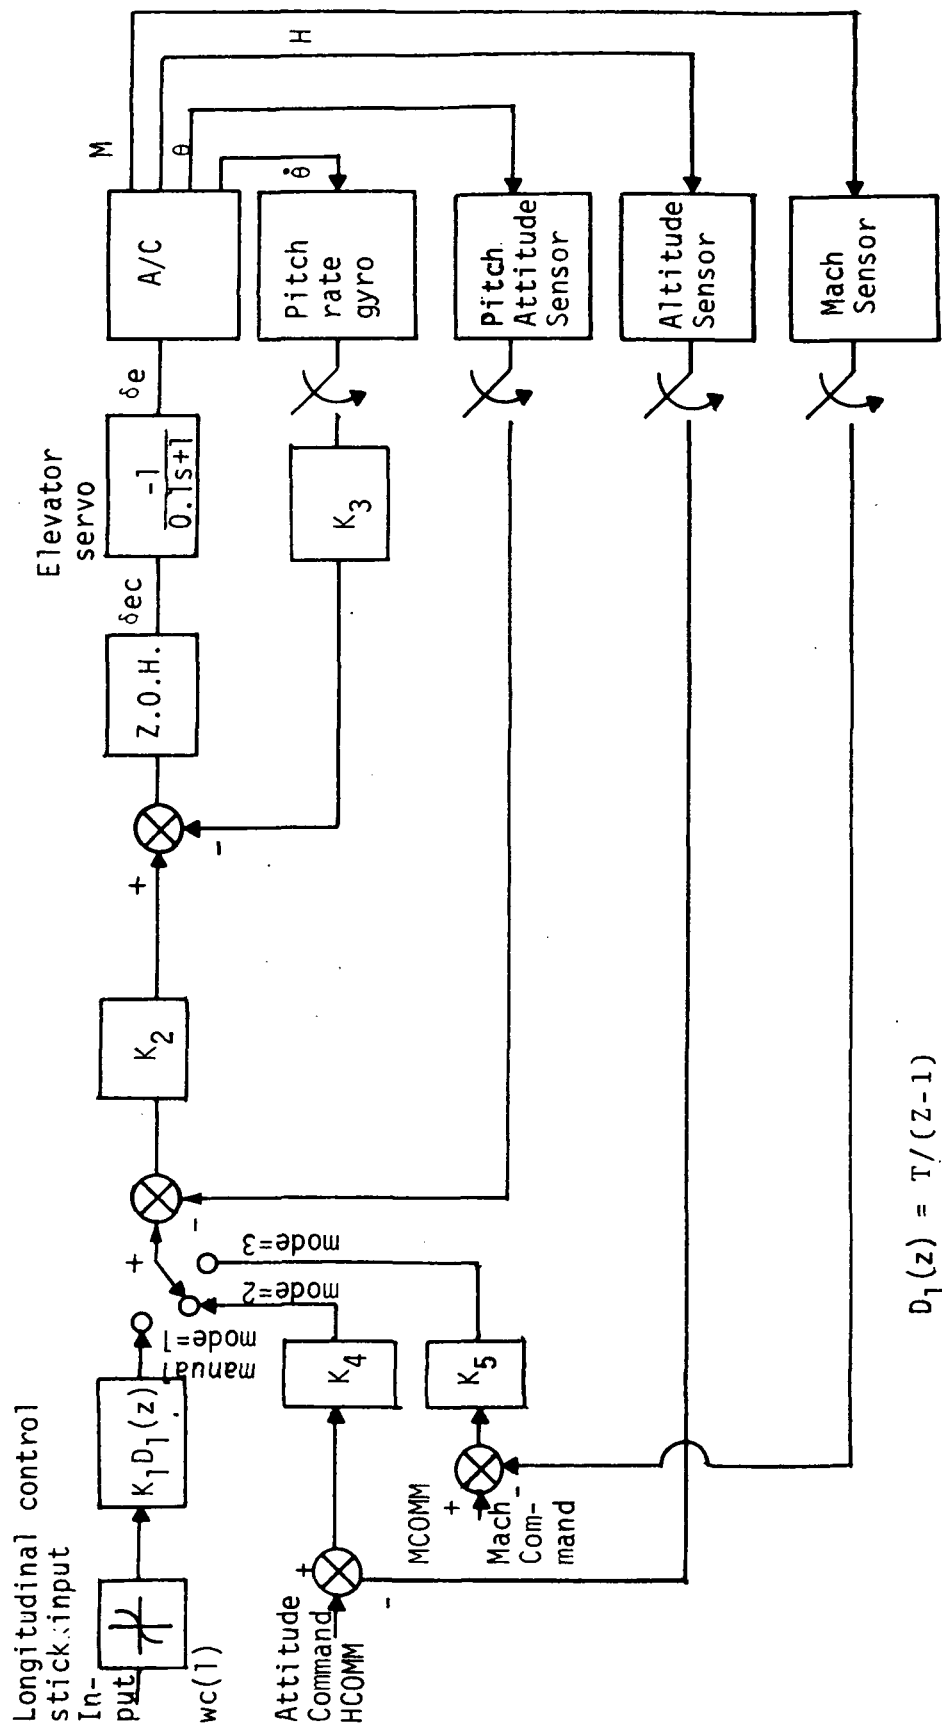 Longitudinal control
stick input
In-
put
wc(1)
K₁D₁(z)
manual
mode=1
mode=2
mode=3
Attitude
Command
HCOMM
+
-
K₄
MCOMM
+
Mach
Com-
mand
-
K₅
+
-
K₂
+
-
Z.O.H.
δec
Elevator
servo
-1
0.1s+1
δe
A/C
M
θ
θ̇
H
K₃
Pitch
rate
gyro
Pitch
Attitude
Sensor
Altitude
Sensor
Mach
Sensor
D₁(z) = T/(Z-1)